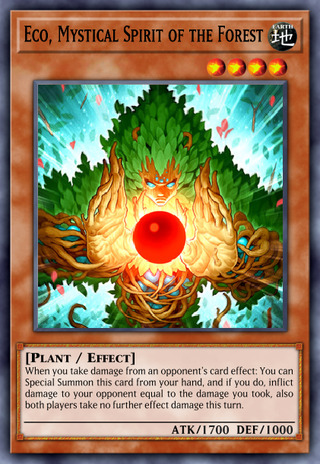 Eco, Mystical Spirit of the Forest
EARTH
地
[Plant / Effect]
When you take damage from an opponent's card effect: You can
Special Summon this card from your hand, and if you do, inflict
damage to your opponent equal to the damage you took, also
both players take no further effect damage this turn.
ATK/1700 DEF/1000